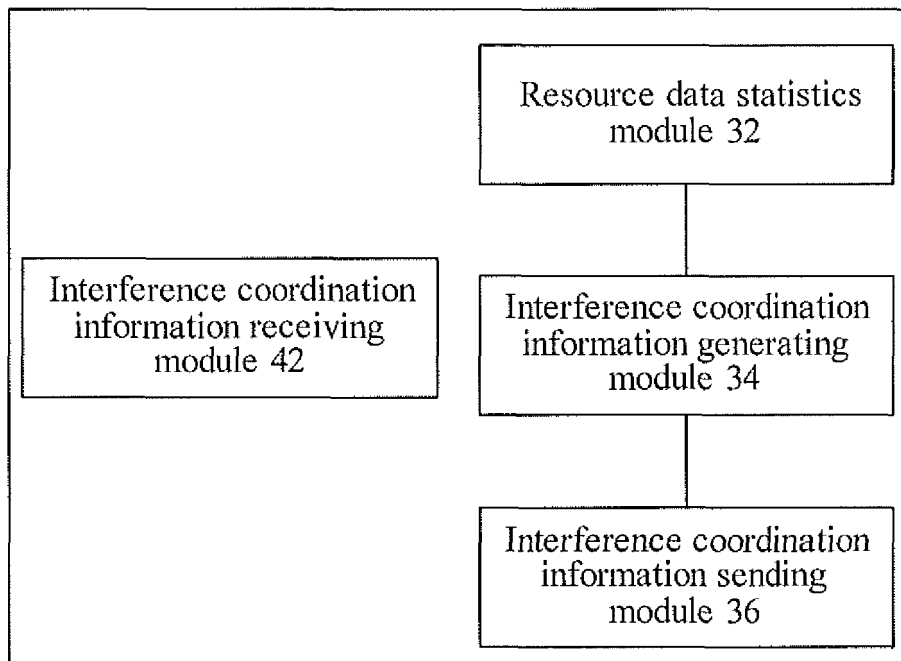 Resource data statistics
module 32
Interference coordination
information receiving
module 42
Interference coordination
information generating
module 34
Interference coordination
information sending
module 36